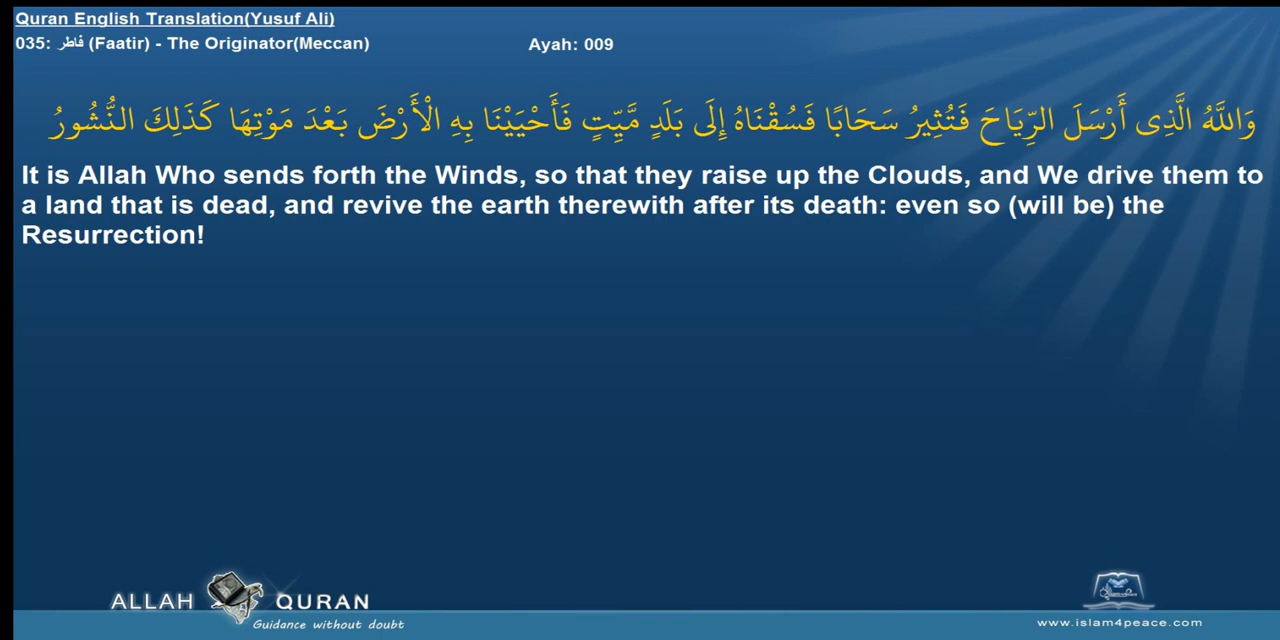 Quran English Translation(Yusuf Ali)
035: فاطر (Faatir) - The Originator(Meccan)
Ayah: 009
وَاللَّهُ الَّذِى أَرْسَلَ الرِّيَاحَ فَتُثِيرُ سَحَابًا فَسُقْنَاهُ إِلَى بَلَدٍ مَّيِّتٍ فَأَحْيَيْنَا بِهِ الْأَرْضَ بَعْدَ مَوْتِهَا كَذَلِكَ النُّشُورُ
It is Allah Who sends forth the Winds, so that they raise up the Clouds, and We drive them to
a land that is dead, and revive the earth therewith after its death: even so (will be) the
Resurrection!
ALLAH QURAN
Guidance without doubt
www.islam4peace.com